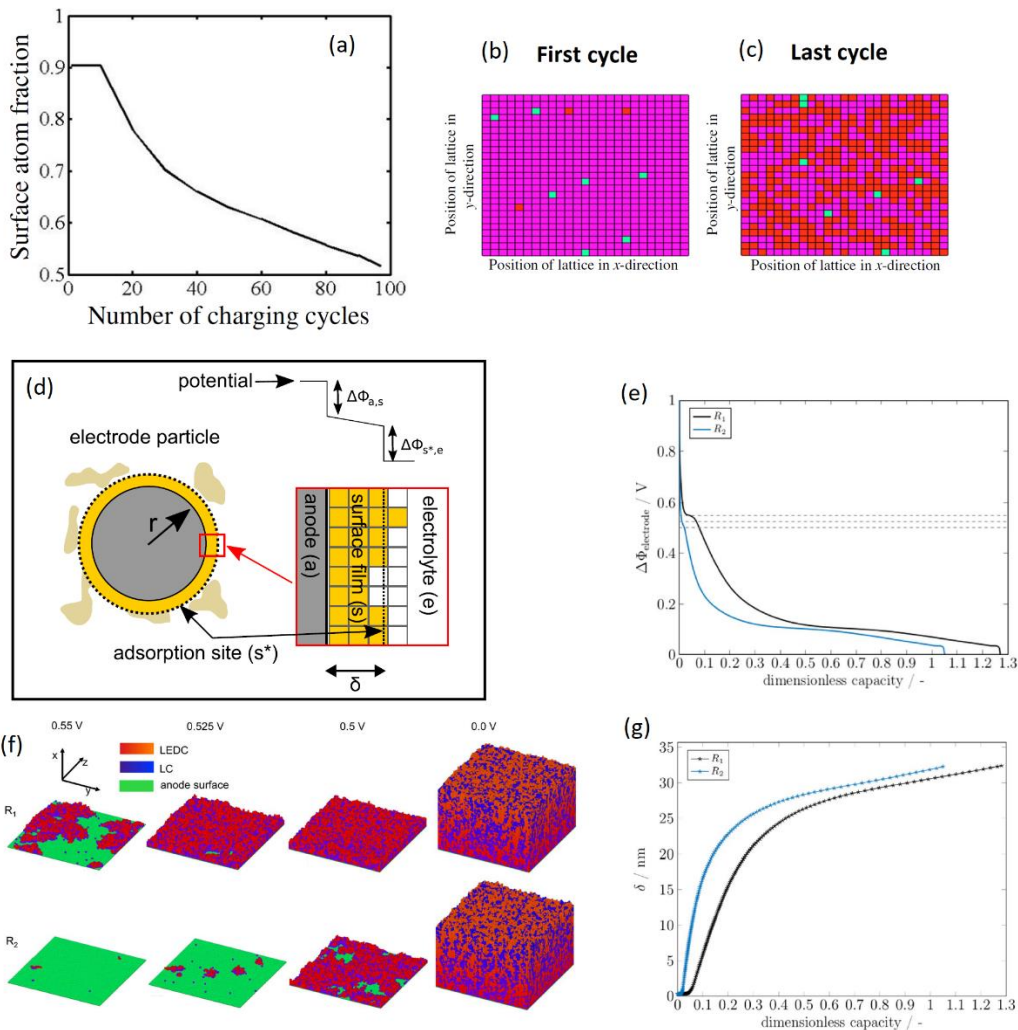 (a)
Surface atom fraction
1
0.9
0.8
0.7
0.6
0.5
0 20 40 60 80 100
Number of charging cycles
(b) First cycle
Position of lattice in
y-direction
Position of lattice in x-direction
(c) Last cycle
Position of lattice in
y-direction
Position of lattice in x-direction
(d)
potential
ΔΦa,s
ΔΦs*,e
electrode particle
r
anode (a)
surface film (s)
electrolyte (e)
adsorption site (s*)
δ
(e)
R1
R2
ΔΦelectrode / V
1
0.8
0.6
0.4
0.2
0
0 0.1 0.2 0.3 0.4 0.5 0.6 0.7 0.8 0.9 1 1.1 1.2 1.3
dimensionless capacity / -
(f)
0.55 V 0.525 V 0.5 V 0.0 V
x
z
y
LEDC
LC
anode surface
R1
R2
(g)
R1
R2
δ / nm
35
30
25
20
15
10
5
0
0 0.1 0.2 0.3 0.4 0.5 0.6 0.7 0.8 0.9 1 1.1 1.2 1.3
dimensionless capacity / -